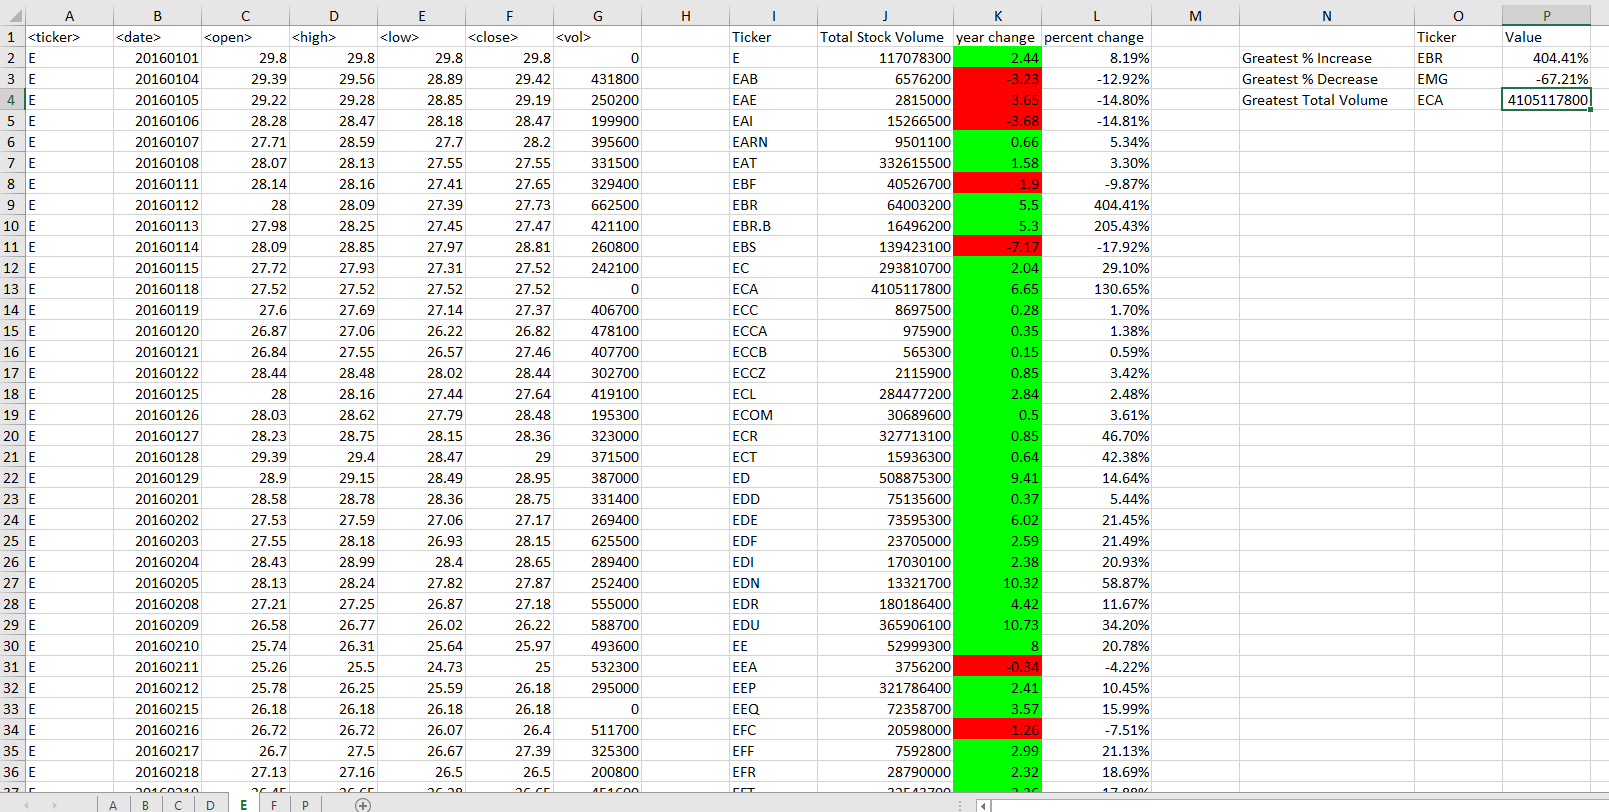 A B C D E F G H I J K L M N O P
1 <ticker> <date> <open> <high> <low> <close> <vol> Ticker Total Stock Volume year change percent change Ticker Value
2 E 20160101 29.8 29.8 29.8 29.8 0 E 117078300 2.44 8.19% Greatest % Increase EBR 404.41%
3 E 20160104 29.39 29.56 28.89 29.42 431800 EAB 6576200 -3.23 -12.92% Greatest % Decrease EMG -67.21%
4 E 20160105 29.22 29.28 28.85 29.19 250200 EAE 2815000 -3.65 -14.80% Greatest Total Volume ECA 4105117800
5 E 20160106 28.28 28.47 28.18 28.47 199900 EAI 15266500 -3.68 -14.81%
6 E 20160107 27.71 28.59 27.7 28.2 395600 EARN 9501100 0.66 5.34%
7 E 20160108 28.07 28.13 27.55 27.55 331500 EAT 332615500 1.58 3.30%
8 E 20160111 28.14 28.16 27.41 27.65 329400 EBF 40526700 -1.9 -9.87%
9 E 20160112 28 28.09 27.39 27.73 662500 EBR 64003200 5.5 404.41%
10 E 20160113 27.98 28.25 27.45 27.47 421100 EBR.B 16496200 5.3 205.43%
11 E 20160114 28.09 28.85 27.97 28.81 260800 EBS 139423100 -7.17 -17.92%
12 E 20160115 27.72 27.93 27.31 27.52 242100 EC 293810700 2.04 29.10%
13 E 20160118 27.52 27.52 27.52 27.52 0 ECA 4105117800 6.65 130.65%
14 E 20160119 27.6 27.69 27.14 27.37 406700 ECC 8697500 0.28 1.70%
15 E 20160120 26.87 27.06 26.22 26.82 478100 ECCA 975900 0.35 1.38%
16 E 20160121 26.84 27.55 26.57 27.46 407700 ECCB 565300 0.15 0.59%
17 E 20160122 28.44 28.48 28.02 28.44 302700 ECCZ 2115900 0.85 3.42%
18 E 20160125 28 28.16 27.44 27.64 419100 ECL 284477200 2.84 2.48%
19 E 20160126 28.03 28.62 27.79 28.48 195300 ECOM 30689600 0.5 3.61%
20 E 20160127 28.23 28.75 28.15 28.36 323000 ECR 327713100 0.85 46.70%
21 E 20160128 29.39 29.4 28.47 29 371500 ECT 15936300 0.64 42.38%
22 E 20160129 28.9 29.15 28.49 28.95 387000 ED 508875300 9.41 14.64%
23 E 20160201 28.58 28.78 28.36 28.75 331400 EDD 75135600 0.37 5.44%
24 E 20160202 27.53 27.59 27.06 27.17 269400 EDE 73595300 6.02 21.45%
25 E 20160203 27.55 28.18 26.93 28.15 625500 EDF 23705000 2.59 21.49%
26 E 20160204 28.43 28.99 28.4 28.65 289400 EDI 17030100 2.38 20.93%
27 E 20160205 28.13 28.24 27.82 27.87 252400 EDN 13321700 10.32 58.87%
28 E 20160208 27.21 27.25 26.87 27.18 555000 EDR 180186400 4.42 11.67%
29 E 20160209 26.58 26.77 26.02 26.22 588700 EDU 365906100 10.73 34.20%
30 E 20160210 25.74 26.31 25.64 25.97 493600 EE 52999300 8 20.78%
31 E 20160211 25.26 25.5 24.73 25 532300 EEA 3756200 -0.34 -4.22%
32 E 20160212 25.78 26.25 25.59 26.18 295000 EEP 321786400 2.41 10.45%
33 E 20160215 26.18 26.18 26.18 26.18 0 EEQ 72358700 3.57 15.99%
34 E 20160216 26.72 26.72 26.07 26.4 511700 EFC 20598000 -1.26 -7.51%
35 E 20160217 26.7 27.5 26.67 27.39 325300 EFF 7592800 2.99 21.13%
36 E 20160218 27.13 27.16 26.5 26.5 200800 EFR 28790000 2.32 18.69%
A B C D E F P